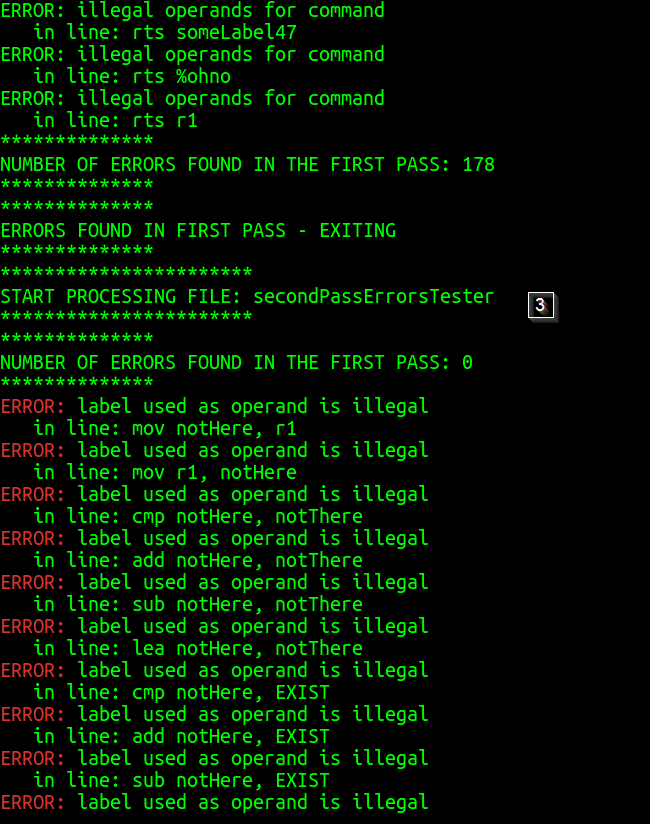 ERROR: illegal operands for command
   in line: rts someLabel47
ERROR: illegal operands for command
   in line: rts %ohno
ERROR: illegal operands for command
   in line: rts r1
**************
NUMBER OF ERRORS FOUND IN THE FIRST PASS: 178
**************
**************
ERRORS FOUND IN FIRST PASS - EXITING
**************
***********************
START PROCESSING FILE: secondPassErrorsTester
3
***********************
**************
NUMBER OF ERRORS FOUND IN THE FIRST PASS: 0
**************
ERROR: label used as operand is illegal
   in line: mov notHere, r1
ERROR: label used as operand is illegal
   in line: mov r1, notHere
ERROR: label used as operand is illegal
   in line: cmp notHere, notThere
ERROR: label used as operand is illegal
   in line: add notHere, notThere
ERROR: label used as operand is illegal
   in line: sub notHere, notThere
ERROR: label used as operand is illegal
   in line: lea notHere, notThere
ERROR: label used as operand is illegal
   in line: cmp notHere, EXIST
ERROR: label used as operand is illegal
   in line: add notHere, EXIST
ERROR: label used as operand is illegal
   in line: sub notHere, EXIST
ERROR: label used as operand is illegal